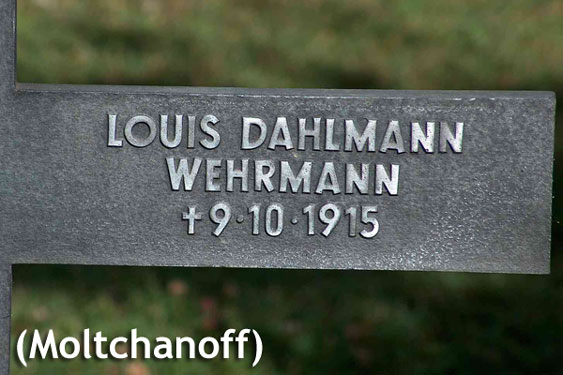 LOUIS DAHLMANN
WEHRMANN
✝9·10·1915
(Moltchanoff)